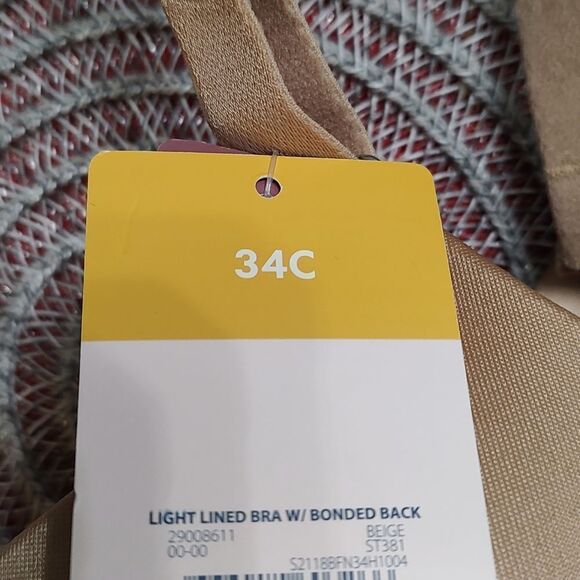 34C
LIGHT LINED BRA W/ BONDED BACK
29008611 BEIGE
00-00 ST381
S2118BFN34H1004